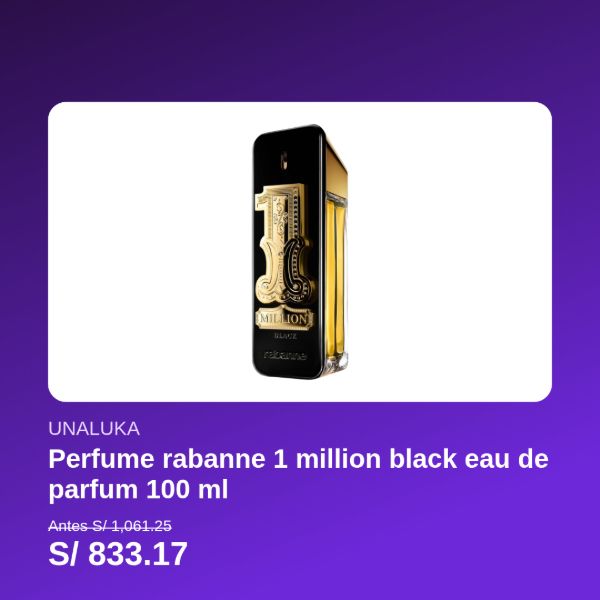 1
MILLION
BLACK
rabanne
UNALUKA
Perfume rabanne 1 million black eau de
parfum 100 ml
Antes S/ 1,061.25
S/ 833.17